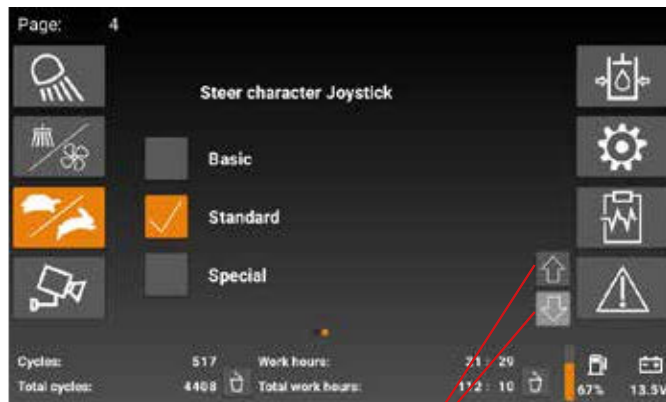 Page: 4
Steer character Joystick
Basic
Standard
Special
Cycles: 517 Work hours: 21: 29
Total cycles: 4408 Total work hours: 112: 10 67% 13.5V